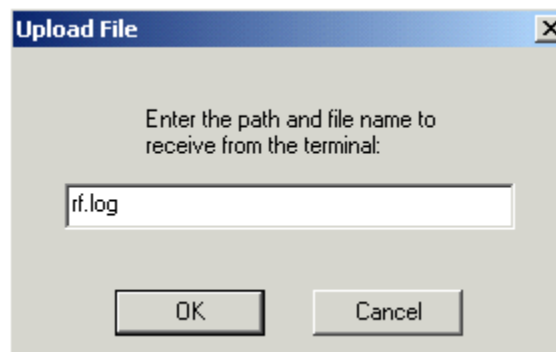 Upload File
Enter the path and file name to
receive from the terminal:
rf.log
OK
Cancel